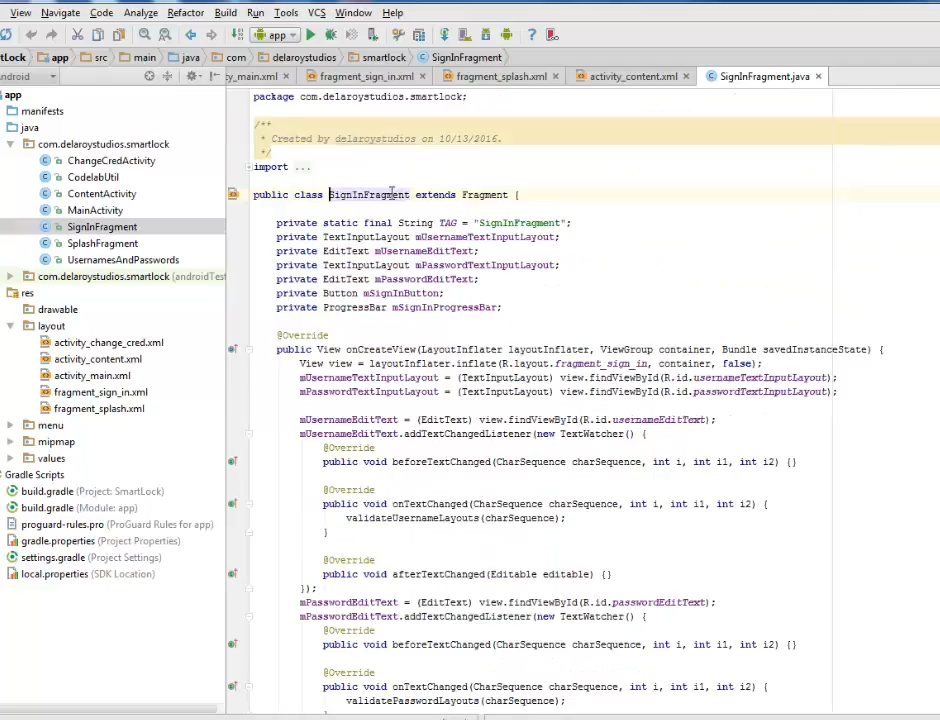 View Navigate Code Analyze Refactor Build Run Tools VCS Window Help
app
tLock app src main java com delaroystudios smartlock SignInFragment
ndroid ty_main.xml fragment_sign_in.xml fragment_splash.xml activity_content.xml SignInFragment.java
app
manifests
java
com.delaroystudios.smartlock
ChangeCredActivity
CodelabUtil
ContentActivity
MainActivity
SignInFragment
SplashFragment
UsernamesAndPasswords
com.delaroystudios.smartlock (androidTest
res
drawable
layout
activity_change_cred.xml
activity_content.xml
activity_main.xml
fragment_sign_in.xml
fragment_splash.xml
menu
mipmap
values
Gradle Scripts
build.gradle (Project: SmartLock)
build.gradle (Module: app)
proguard-rules.pro (ProGuard Rules for app)
gradle.properties (Project Properties)
settings.gradle (Project Settings)
local.properties (SDK Location)
package com.delaroystudios.smartlock;
/**
* Created by delaroystudios on 10/13/2016.
*/
import ...
public class SignInFragment extends Fragment {
private static final String TAG = "SignInFragment";
private TextInputLayout mUsernameTextInputLayout;
private EditText mUsernameEditText;
private TextInputLayout mPasswordTextInputLayout;
private EditText mPasswordEditText;
private Button mSignInButton;
private ProgressBar mSignInProgressBar;
@Override
public View onCreateView(LayoutInflater layoutInflater, ViewGroup container, Bundle savedInstanceState) {
View view = layoutInflater.inflate(R.layout.fragment_sign_in, container, false);
mUsernameTextInputLayout = (TextInputLayout) view.findViewById(R.id.usernameTextInputLayout);
mPasswordTextInputLayout = (TextInputLayout) view.findViewById(R.id.passwordTextInputLayout);
mUsernameEditText = (EditText) view.findViewById(R.id.usernameEditText);
mUsernameEditText.addTextChangedListener(new TextWatcher() {
@Override
public void beforeTextChanged(CharSequence charSequence, int i, int i1, int i2) {}
@Override
public void onTextChanged(CharSequence charSequence, int i, int i1, int i2) {
validateUsernameLayouts(charSequence);
}
@Override
public void afterTextChanged(Editable editable) {}
});
mPasswordEditText = (EditText) view.findViewById(R.id.passwordEditText);
mPasswordEditText.addTextChangedListener(new TextWatcher() {
@Override
public void beforeTextChanged(CharSequence charSequence, int i, int i1, int i2) {}
@Override
public void onTextChanged(CharSequence charSequence, int i, int i1, int i2) {
validatePasswordLayouts(charSequence);